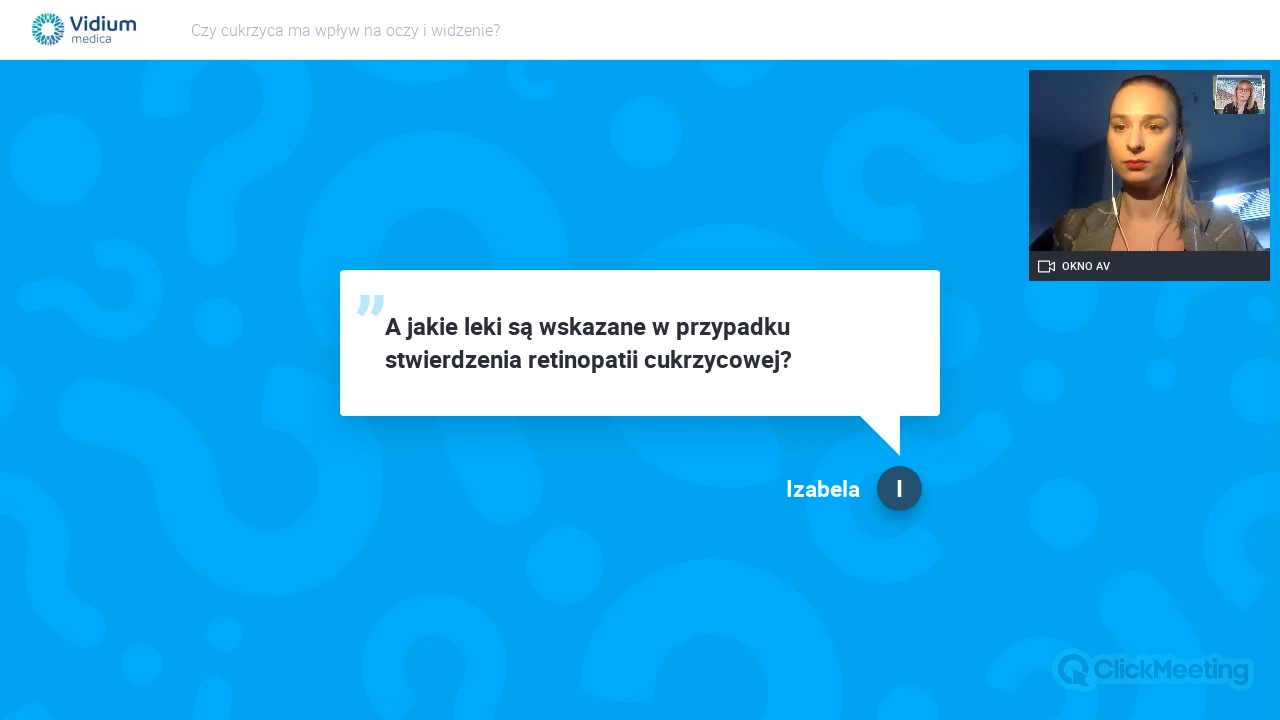 Vidium
medica
Czy cukrzyca ma wpływ na oczy i widzenie?
OKNO AV
”
A jakie leki są wskazane w przypadku
stwierdzenia retinopatii cukrzycowej?
Izabela
I
ClickMeeting